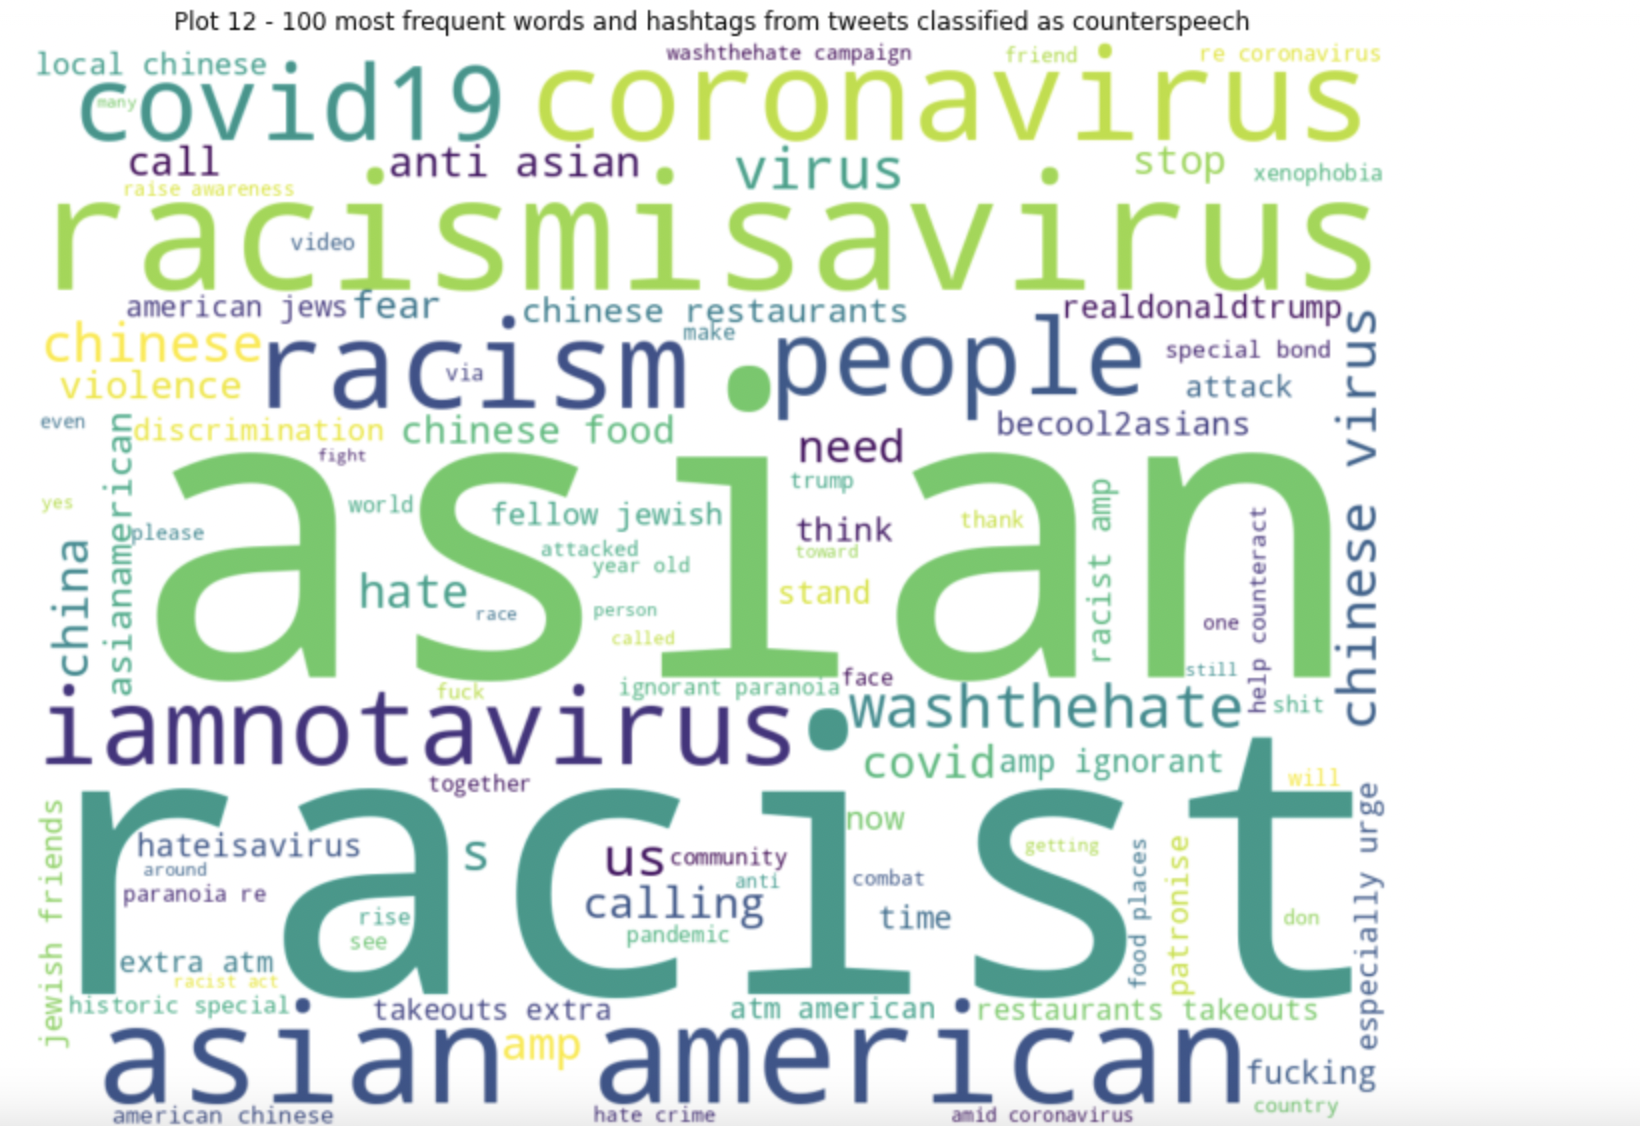 Plot 12 - 100 most frequent words and hashtags from tweets classified as counterspeech
local chinese
washthehate campaign
friend
re coronavirus
covid19
many
coronavirus
call
anti asian
virus
stop
xenophobia
raise awareness
racismisavirus
video
american jews
fear
chinese restaurants
realdonaldtrump
chinese
racism
make
people
special bond
via
violence
attack
chinese virus
even
discrimination
chinese food
becool2asians
need
fight
asianamerican
asian
trump
yes
world
fellow jewish
think
thank
racist amp
please
attacked
toward
year old
china
hate
stand
race
person
one
help counteract
called
still
face
fuck
ignorant paranoia
iamnotavirus
washthehate
shit
covid
amp ignorant
together
will
racist
jewish friends
now
hateisavirus
s
us
community
getting
food places
patronise
especially urge
around
anti
combat
paranoia re
calling
rise
time
don
see
pandemic
extra atm
racist act
historic special
takeouts extra
atm american
restaurants takeouts
asian american
amp
fucking
american chinese
hate crime
amid coronavirus
country